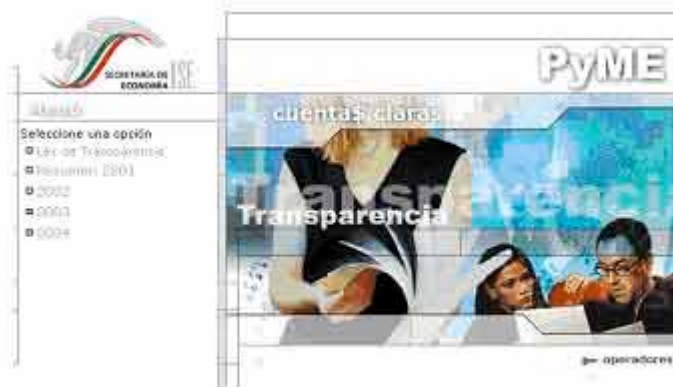 SECRETARÍA DE
ECONOMÍA
SE
Seleccione una opción
Ley de Transparencia
Resumen 2001
2002
2003
2004
PyME
cuentas claras
Transparencia
Transparencia
operadores